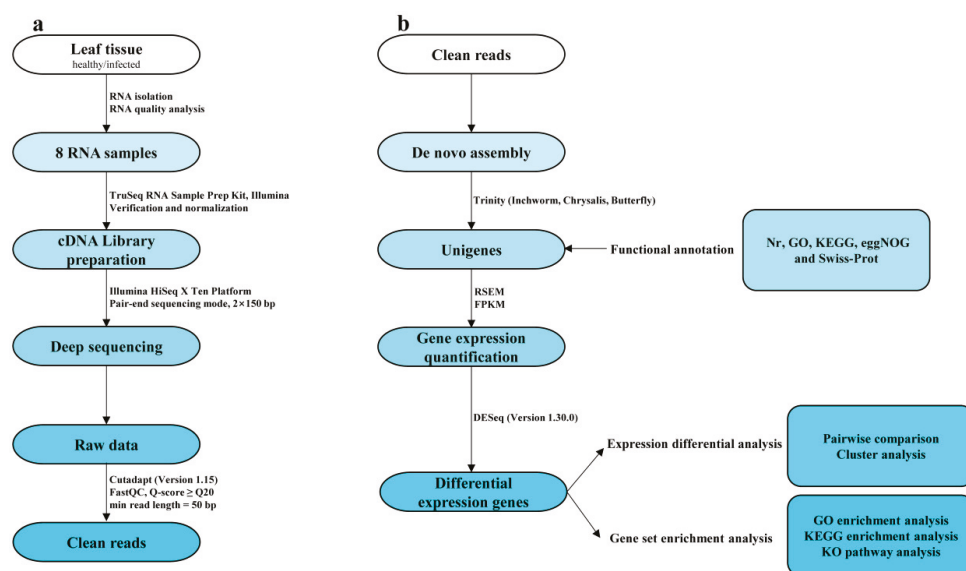 a
Leaf tissue
healthy/infected
RNA isolation
RNA quality analysis
8 RNA samples
TruSeq RNA Sample Prep Kit, Illumina
Verification and normalization
cDNA Library
preparation
Illumina HiSeq X Ten Platform
Pair-end sequencing mode, 2×150 bp
Deep sequencing
Raw data
Cutadapt (Version 1.15)
FastQC, Q-score ≥ Q20
min read length = 50 bp
Clean reads
b
Clean reads
De novo assembly
Trinity (Inchworm, Chrysalis, Butterfly)
Unigenes
Functional annotation
Nr, GO, KEGG, eggNOG
and Swiss-Prot
RSEM
FPKM
Gene expression
quantification
DESeq (Version 1.30.0)
Differential
expression genes
Expression differential analysis
Pairwise comparison
Cluster analysis
Gene set enrichment analysis
GO enrichment analysis
KEGG enrichment analysis
KO pathway analysis